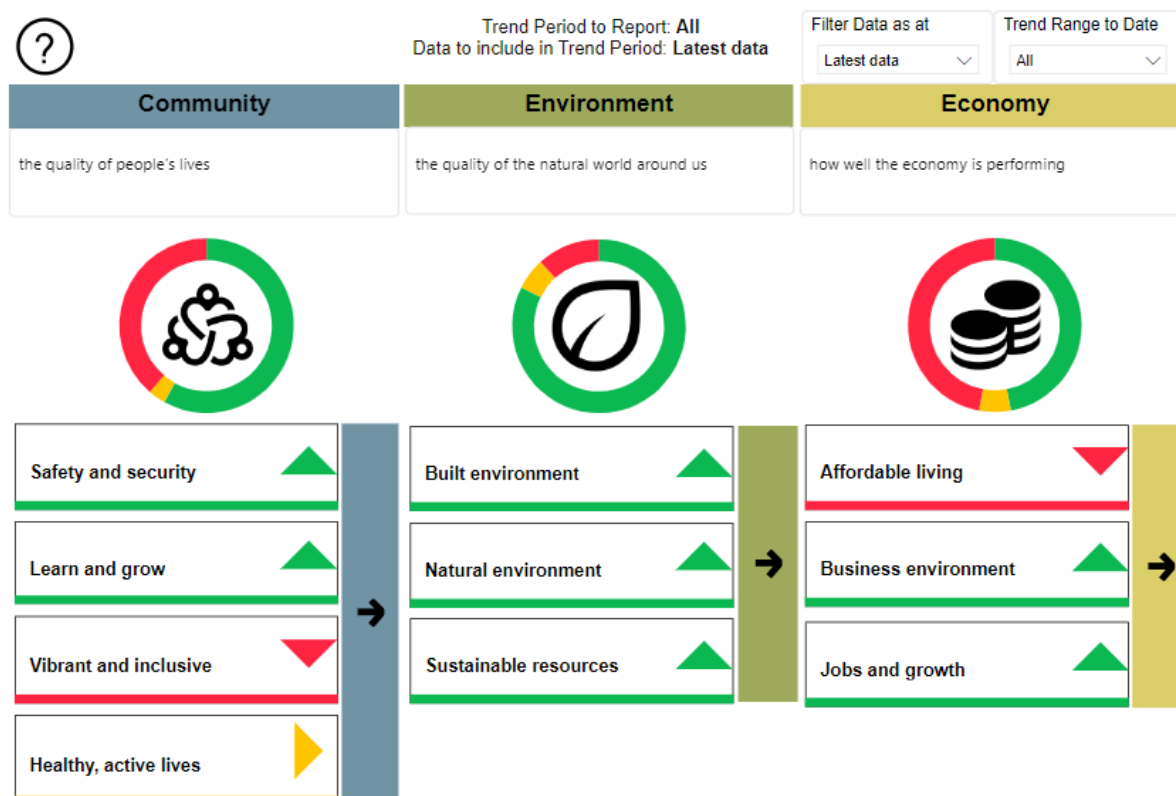 ?
Trend Period to Report: All
Data to include in Trend Period: Latest data
Filter Data as at
Latest data
Trend Range to Date
All
Community
the quality of people's lives
Safety and security
Learn and grow
Vibrant and inclusive
Healthy, active lives
Environment
the quality of the natural world around us
Built environment
Natural environment
Sustainable resources
Economy
how well the economy is performing
Affordable living
Business environment
Jobs and growth